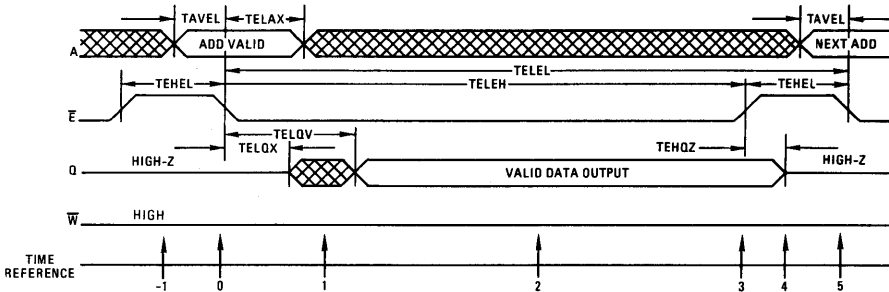 TAVEL TELAX TAVEL
A ADD VALID NEXT ADD
TELEL
TEHEL TELEH TEHEL
E
TELQV
TELQX TEHQZ
Q HIGH-Z VALID DATA OUTPUT HIGH-Z
W HIGH
TIME
REFERENCE
-1 0 1 2 3 4 5